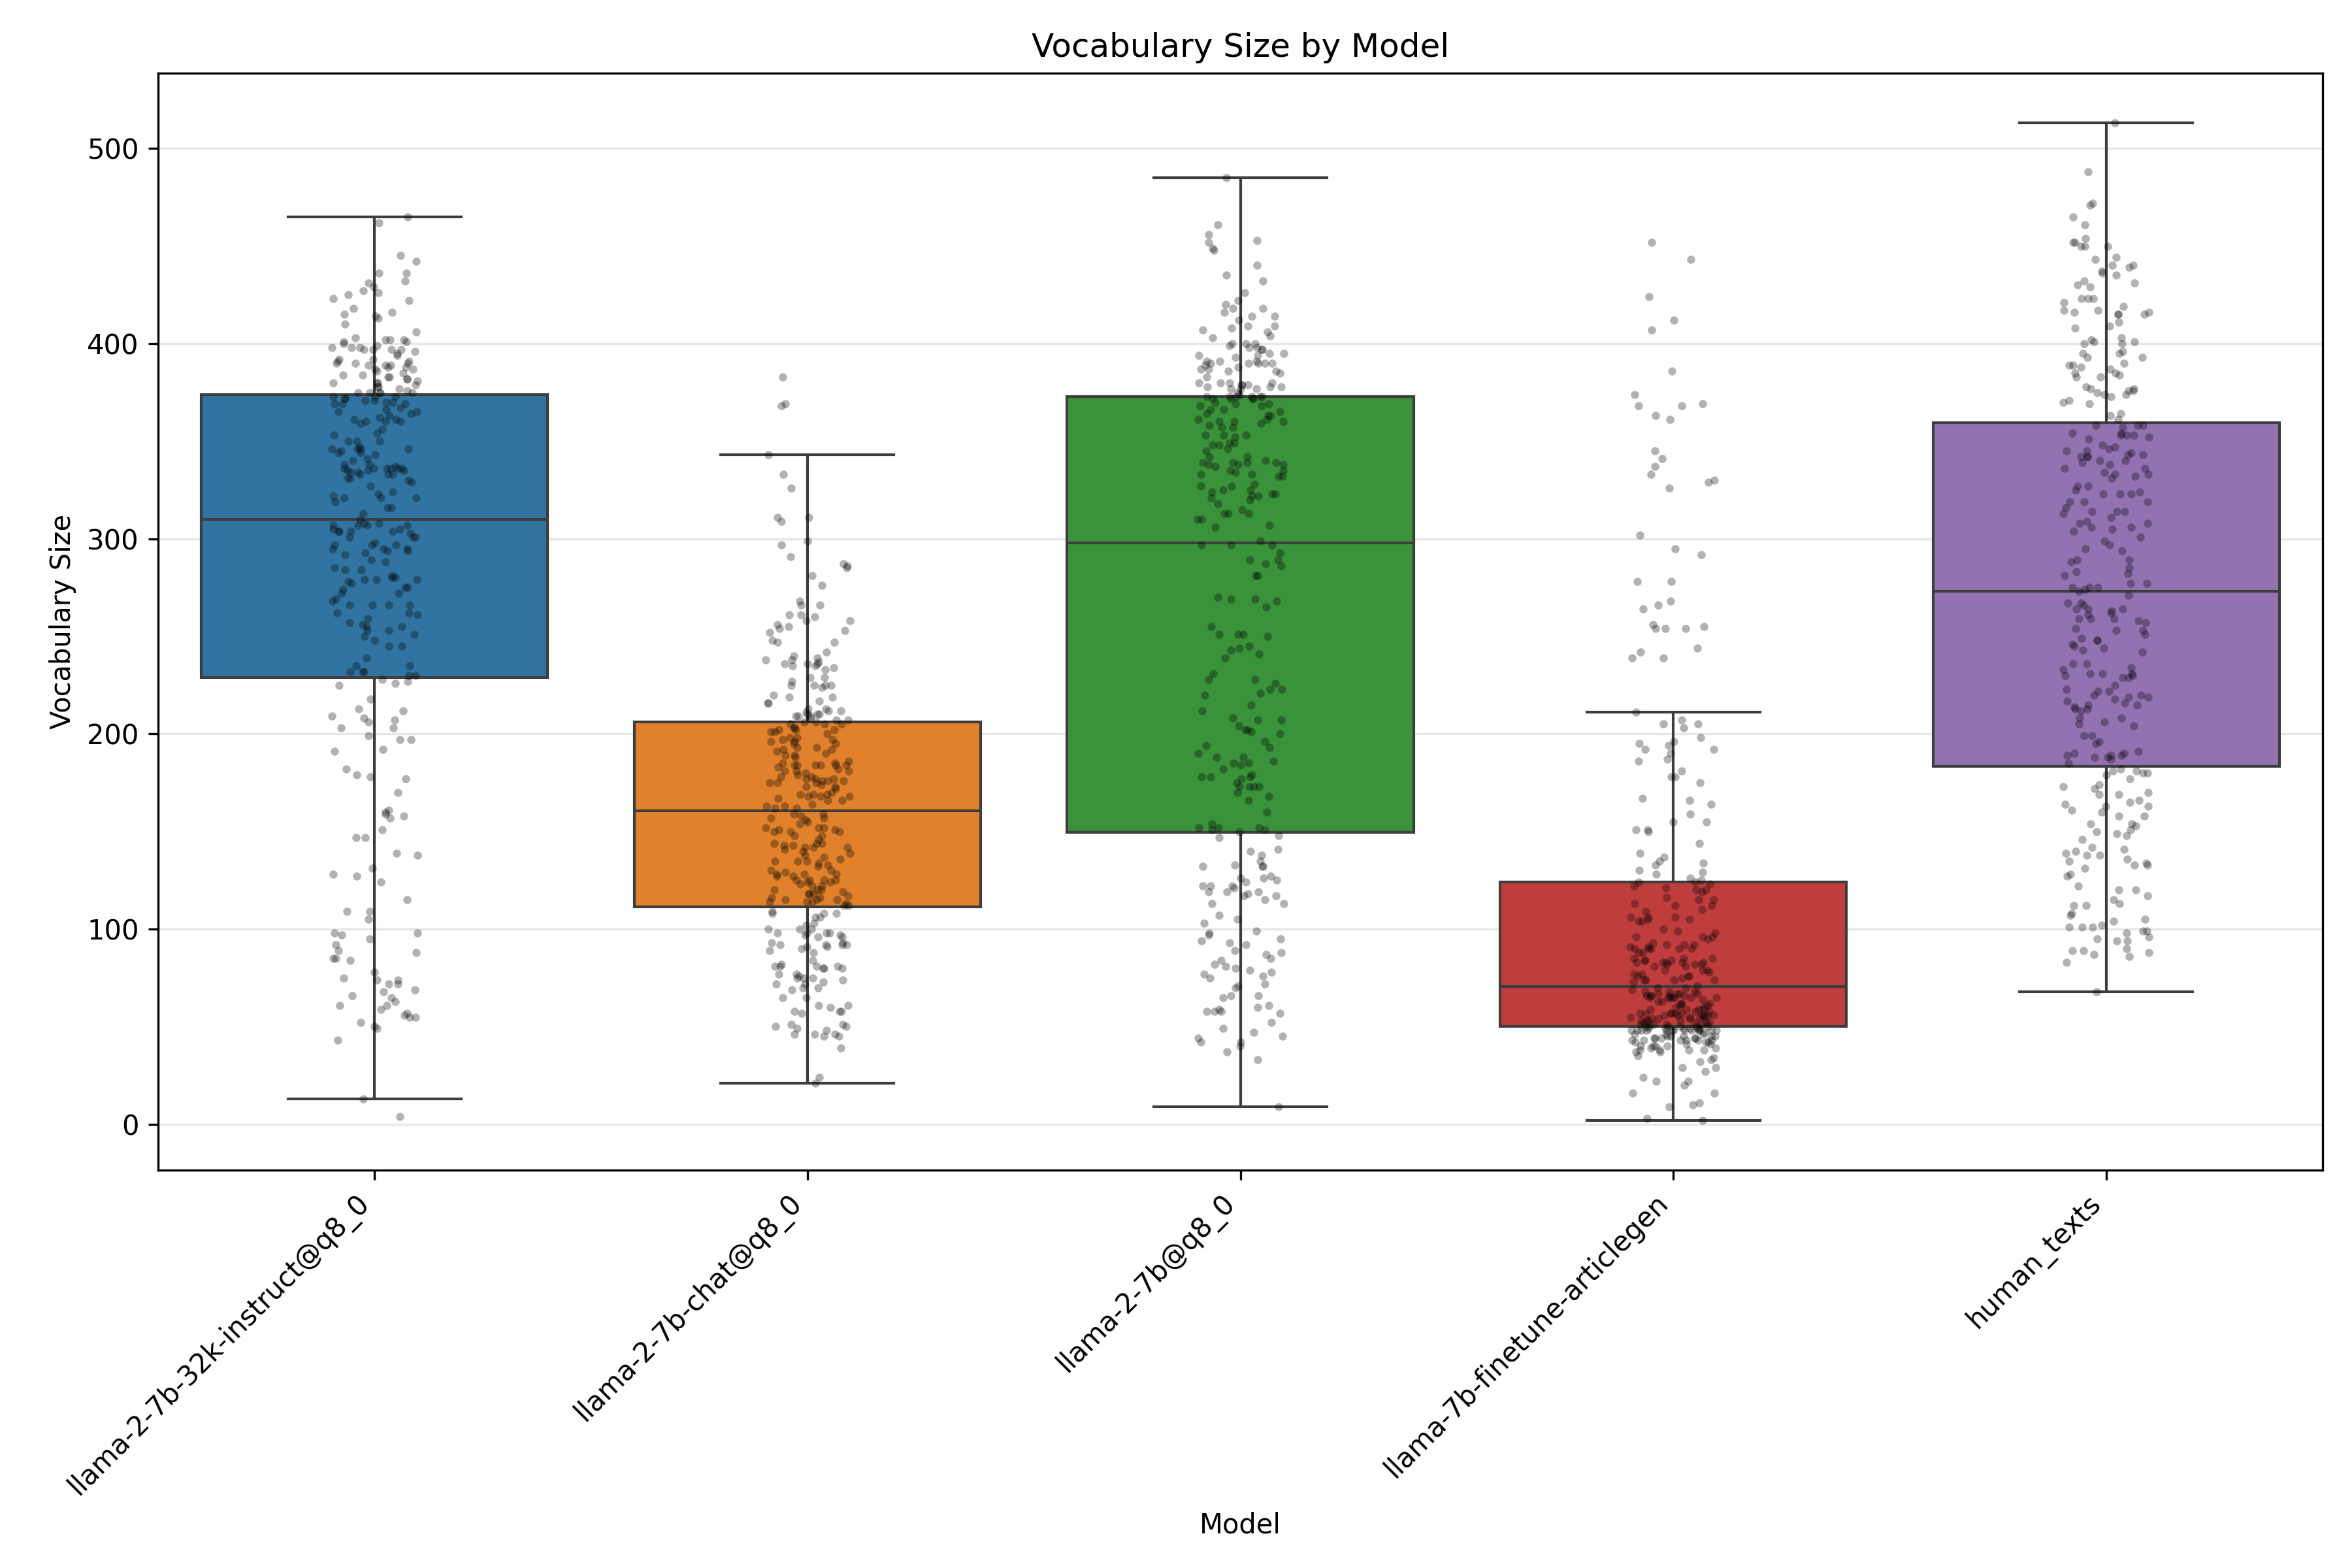 Vocabulary Size by Model
Vocabulary Size
500
400
300
200
100
0
llama-2-7b-32k-instruct@q8_0
llama-2-7b-chat@q8_0
llama-2-7b@q8_0
llama-7b-finetune-articlegen
human_texts
Model